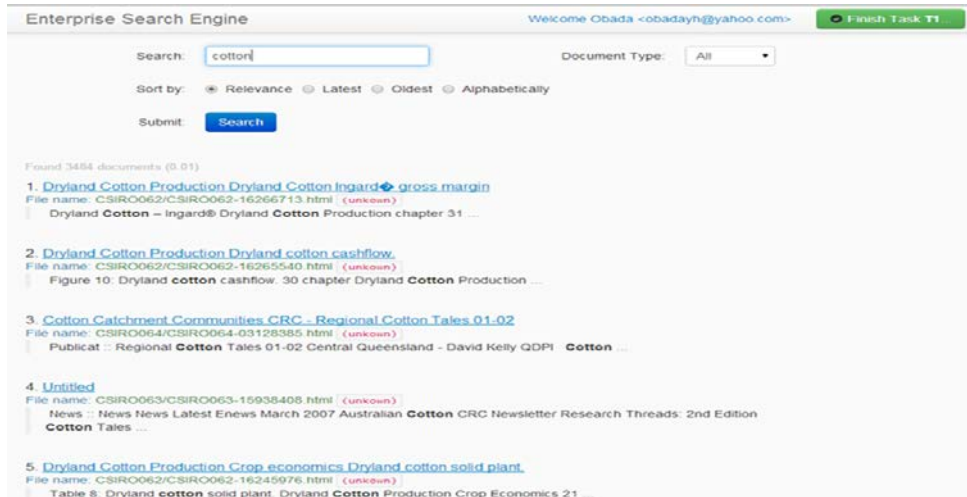 Enterprise Search Engine
Welcome Obada <obadayh@yahoo.com>
Finish Task T1...
Search: cotton
Document Type: All
Sort by: Relevance Latest Oldest Alphabetically
Submit: Search
Found 3484 documents (0.01)
1. Dryland Cotton Production Dryland Cotton Ingard� gross margin
File name: CSIRO062/CSIRO062-16266713.html (unkown)
Dryland Cotton – Ingard® Dryland Cotton Production chapter 31 ...
2. Dryland Cotton Production Dryland cotton cashflow.
File name: CSIRO062/CSIRO062-16265540.html (unkown)
Figure 10: Dryland cotton cashflow. 30 chapter Dryland Cotton Production ...
3. Cotton Catchment Communities CRC - Regional Cotton Tales 01-02
File name: CSIRO064/CSIRO064-03128385.html (unkown)
Publicat :: Regional Cotton Tales 01-02 Central Queensland - David Kelly QDPI Cotton ...
4. Untitled
File name: CSIRO063/CSIRO063-15938408.html (unkown)
News :: News News Latest Enews March 2007 Australian Cotton CRC Newsletter Research Threads: 2nd Edition
Cotton Tales ...
5. Dryland Cotton Production Crop economics Dryland cotton solid plant.
File name: CSIRO062/CSIRO062-16245976.html (unkown)
Table 8: Dryland cotton solid plant. Dryland Cotton Production Crop Economics 21 ...